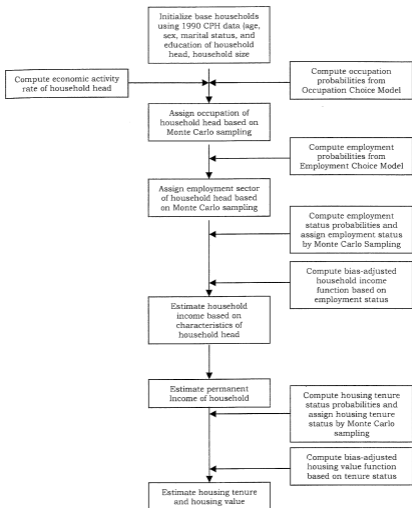 Initialize base households
using 1990 CPH data (age,
sex, marital status, and
education of household
head, household size
Compute economic activity
rate of household head
Compute occupation
probabilities from
Occupation Choice Model
Assign occupation of
household head based on
Monte Carlo sampling
Compute employment
probabilities from
Employment Choice Model
Assign employment sector
of household head based
on Monte Carlo sampling
Compute employment
status probabilities and
assign employment status
by Monte Carlo Sampling
Compute bias-adjusted
household income
function based on
employment status
Estimate household
income based on
characteristics of
household head
Estimate permanent
Income of household
Compute housing tenure
status probabilities and
assign housing tenure
status by Monte Carlo
sampling
Compute bias-adjusted
housing value function
based on tenure status
Estimate housing tenure
and housing value